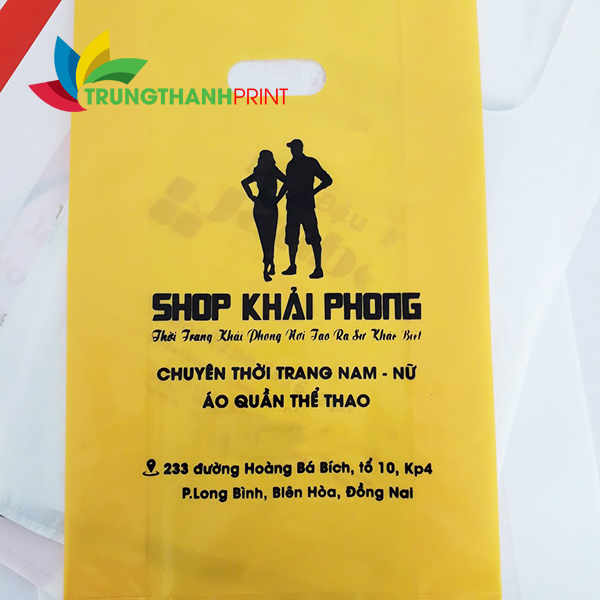 TRUNGTHANHPRINT
SHOP KHẢI PHONG
Thời Trang Khải Phong Nơi Tạo Ra Sự Khác Biệt
CHUYÊN THỜI TRANG NAM - NỮ
ÁO QUẦN THỂ THAO
233 đường Hoàng Bá Bích, tổ 10, Kp4
P.Long Bình, Biên Hòa, Đồng Nai